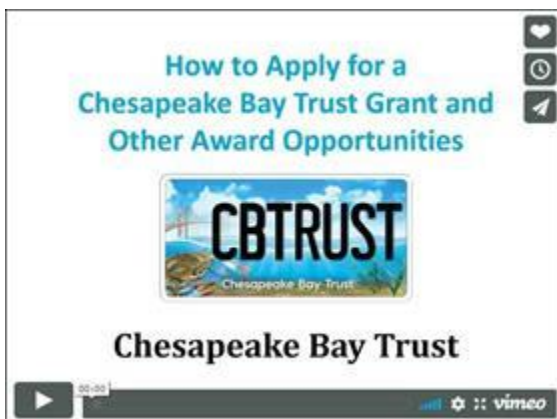 How to Apply for a
Chesapeake Bay Trust Grant and
Other Award Opportunities
CBTRUST
Chesapeake Bay Trust
Chesapeake Bay Trust
00:00
vimeo